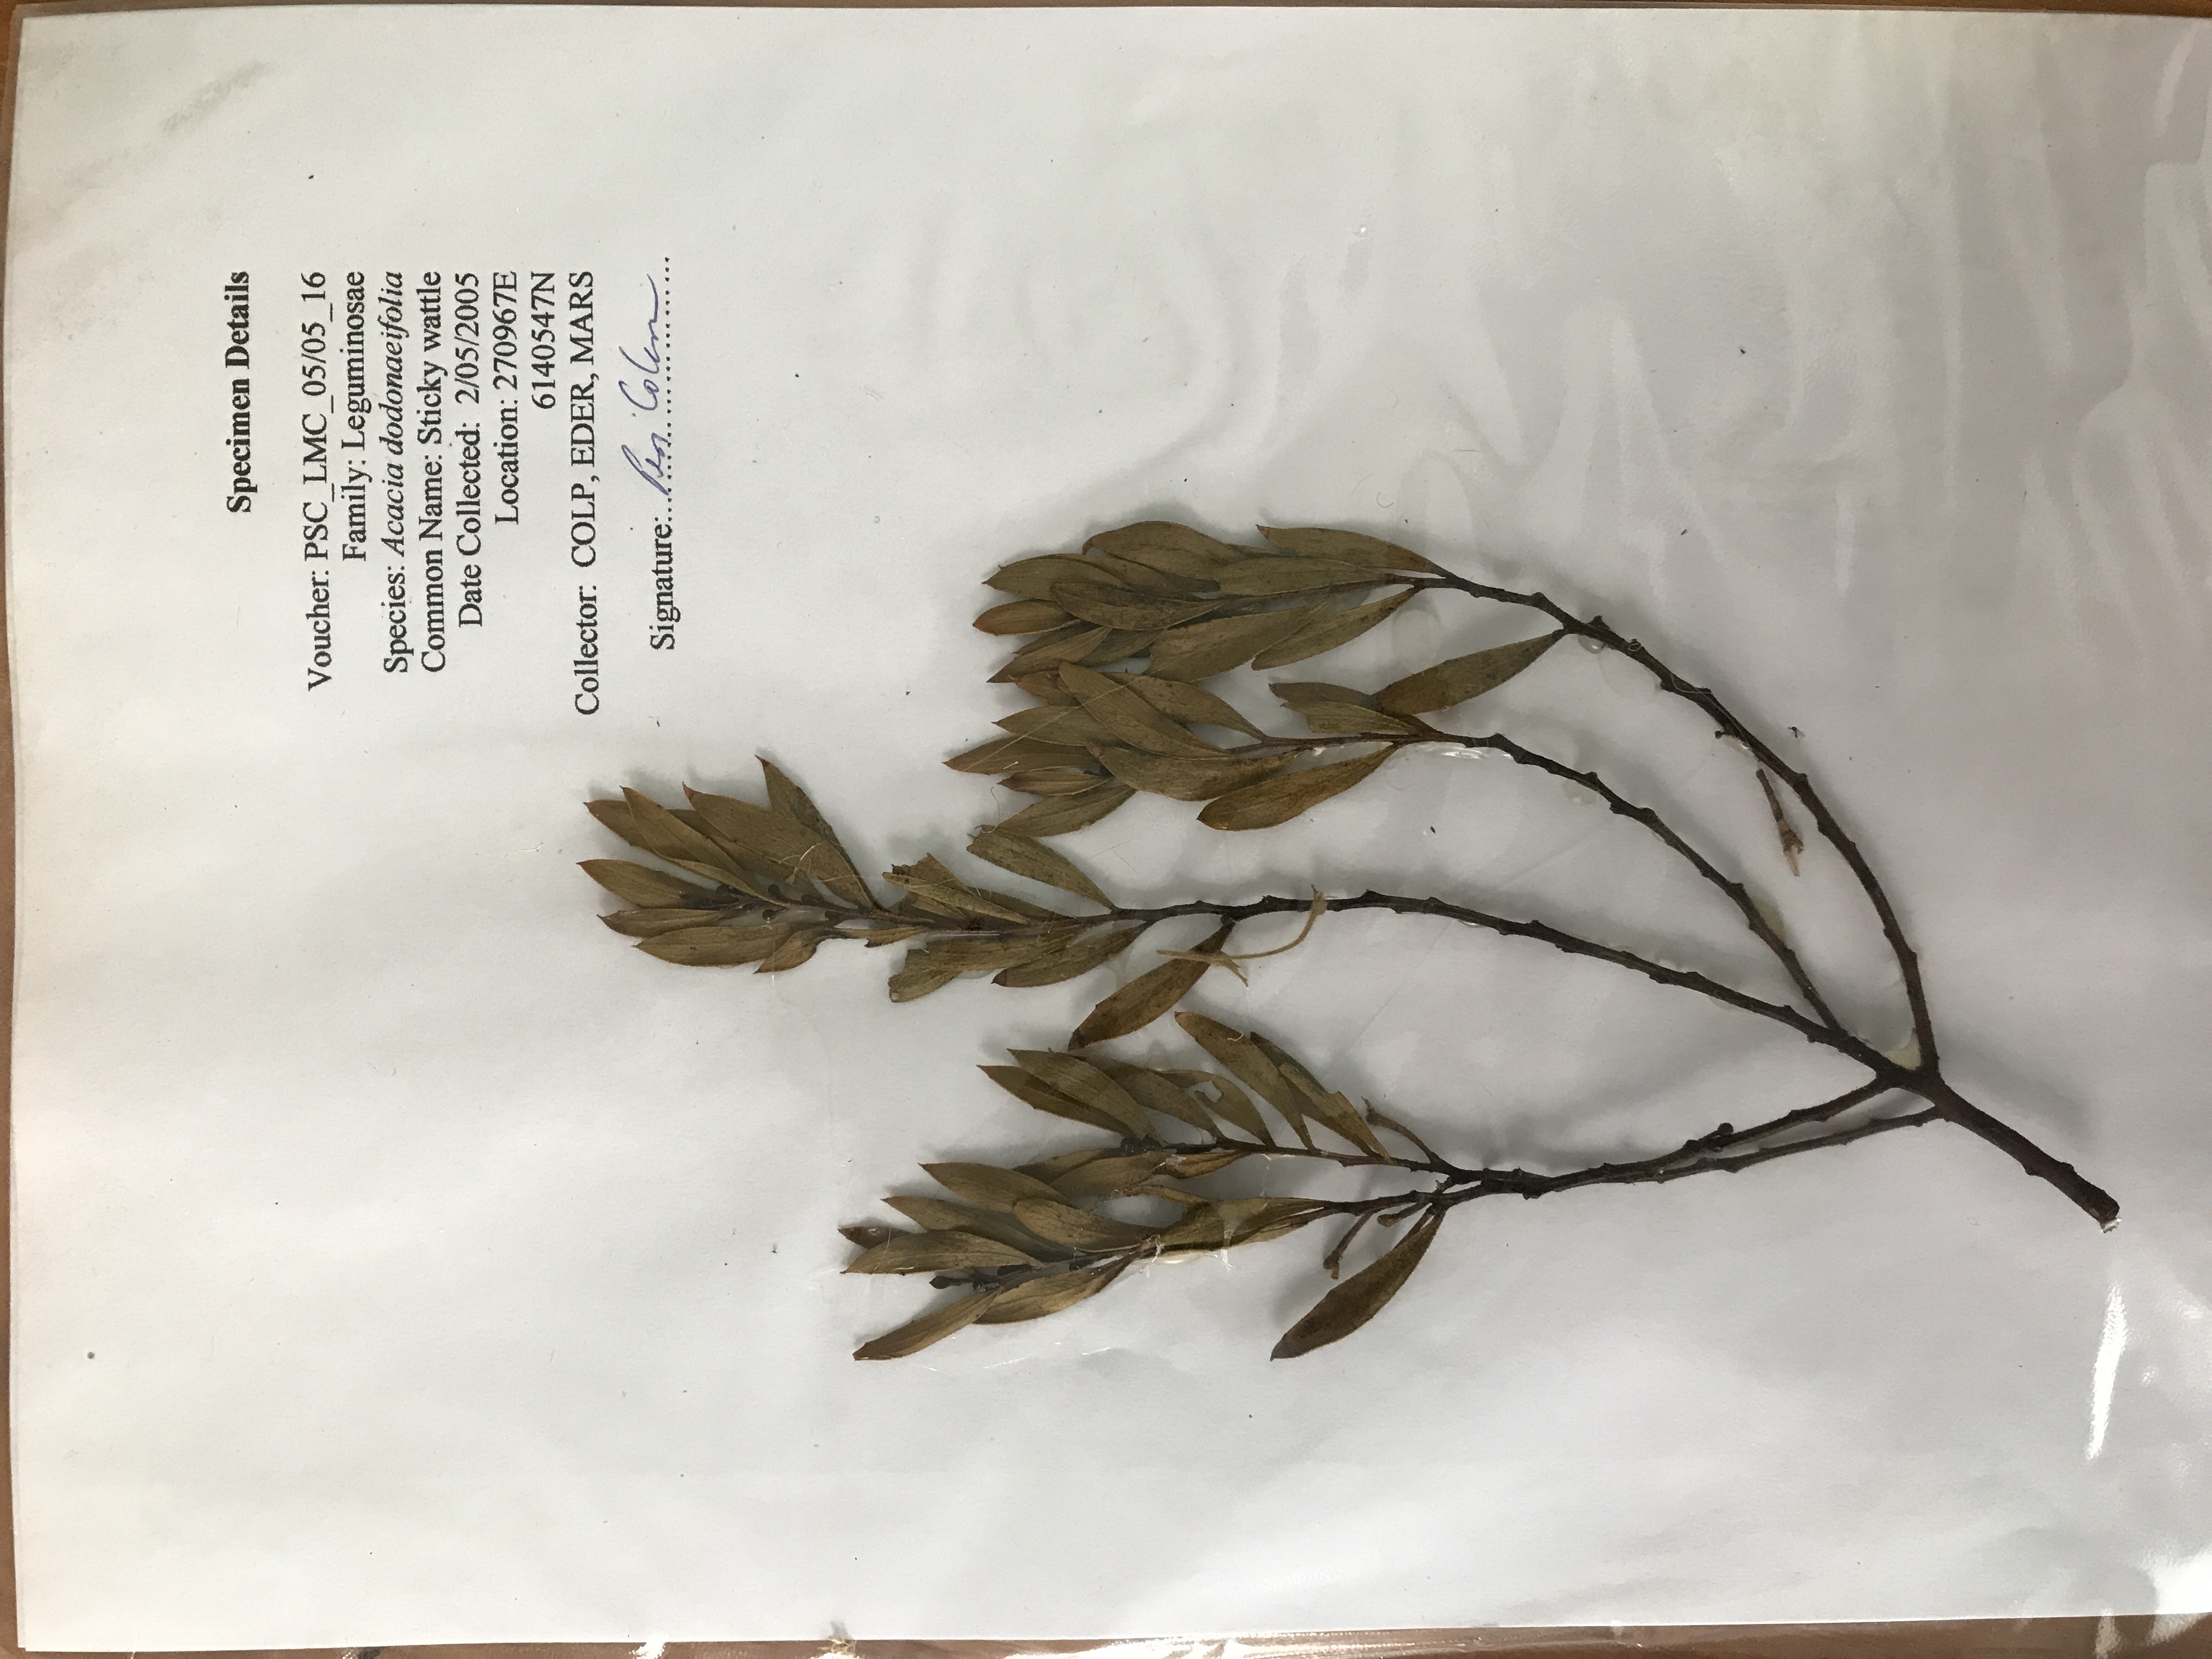 Specimen Details
Voucher: PSC_LMC_05/05_16
Family: Leguminosae
Species: Acacia dodonaeifolia
Common Name: Sticky wattle
Date Collected: 2/05/2005
Location: 270967E
6140547N
Collector: COLP, EDER, MARS
Signature: